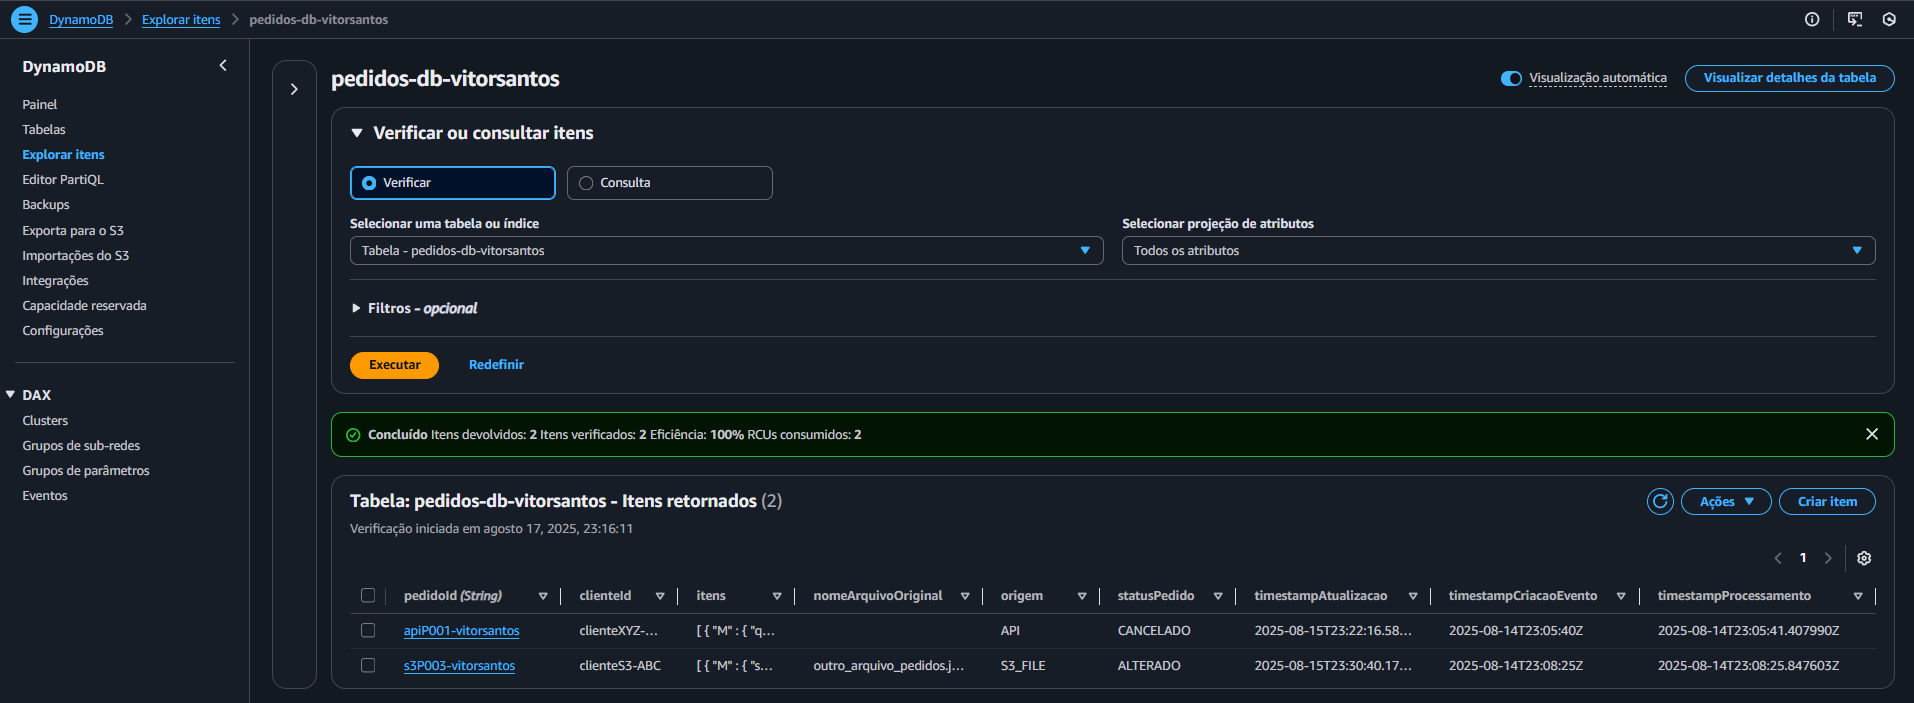 DynamoDB > Explorar itens > pedidos-db-vitorsantos
DynamoDB
Painel
Tabelas
Explorar itens
Editor PartiQL
Backups
Exporta para o S3
Importações do S3
Integrações
Capacidade reservada
Configurações
DAX
Clusters
Grupos de sub-redes
Grupos de parâmetros
Eventos
pedidos-db-vitorsantos
Visualização automática
Visualizar detalhes da tabela
Verificar ou consultar itens
Verificar Consulta
Selecionar uma tabela ou índice Selecionar projeção de atributos
Tabela - pedidos-db-vitorsantos Todos os atributos
Filtros - opcional
Executar Redefinir
Concluído Itens devolvidos: 2 Itens verificados: 2 Eficiência: 100% RCUs consumidos: 2
Tabela: pedidos-db-vitorsantos - Itens retornados (2)
Ações Criar item
Verificação iniciada em agosto 17, 2025, 23:16:11
1
pedidoId (String) clienteId itens nomeArquivoOriginal origem statusPedido timestampAtualizacao timestampCriacaoEvento timestampProcessamento
apiP001-vitorsantos clienteXYZ-... [ { "M" : { "q... API CANCELADO 2025-08-15T23:22:16.58... 2025-08-14T23:05:40Z 2025-08-14T23:05:41.407990Z
s3P003-vitorsantos clienteS3-ABC [ { "M" : { "s... outro_arquivo_pedidos.j... S3_FILE ALTERADO 2025-08-15T23:30:40.17... 2025-08-14T23:08:25Z 2025-08-14T23:08:25.847603Z